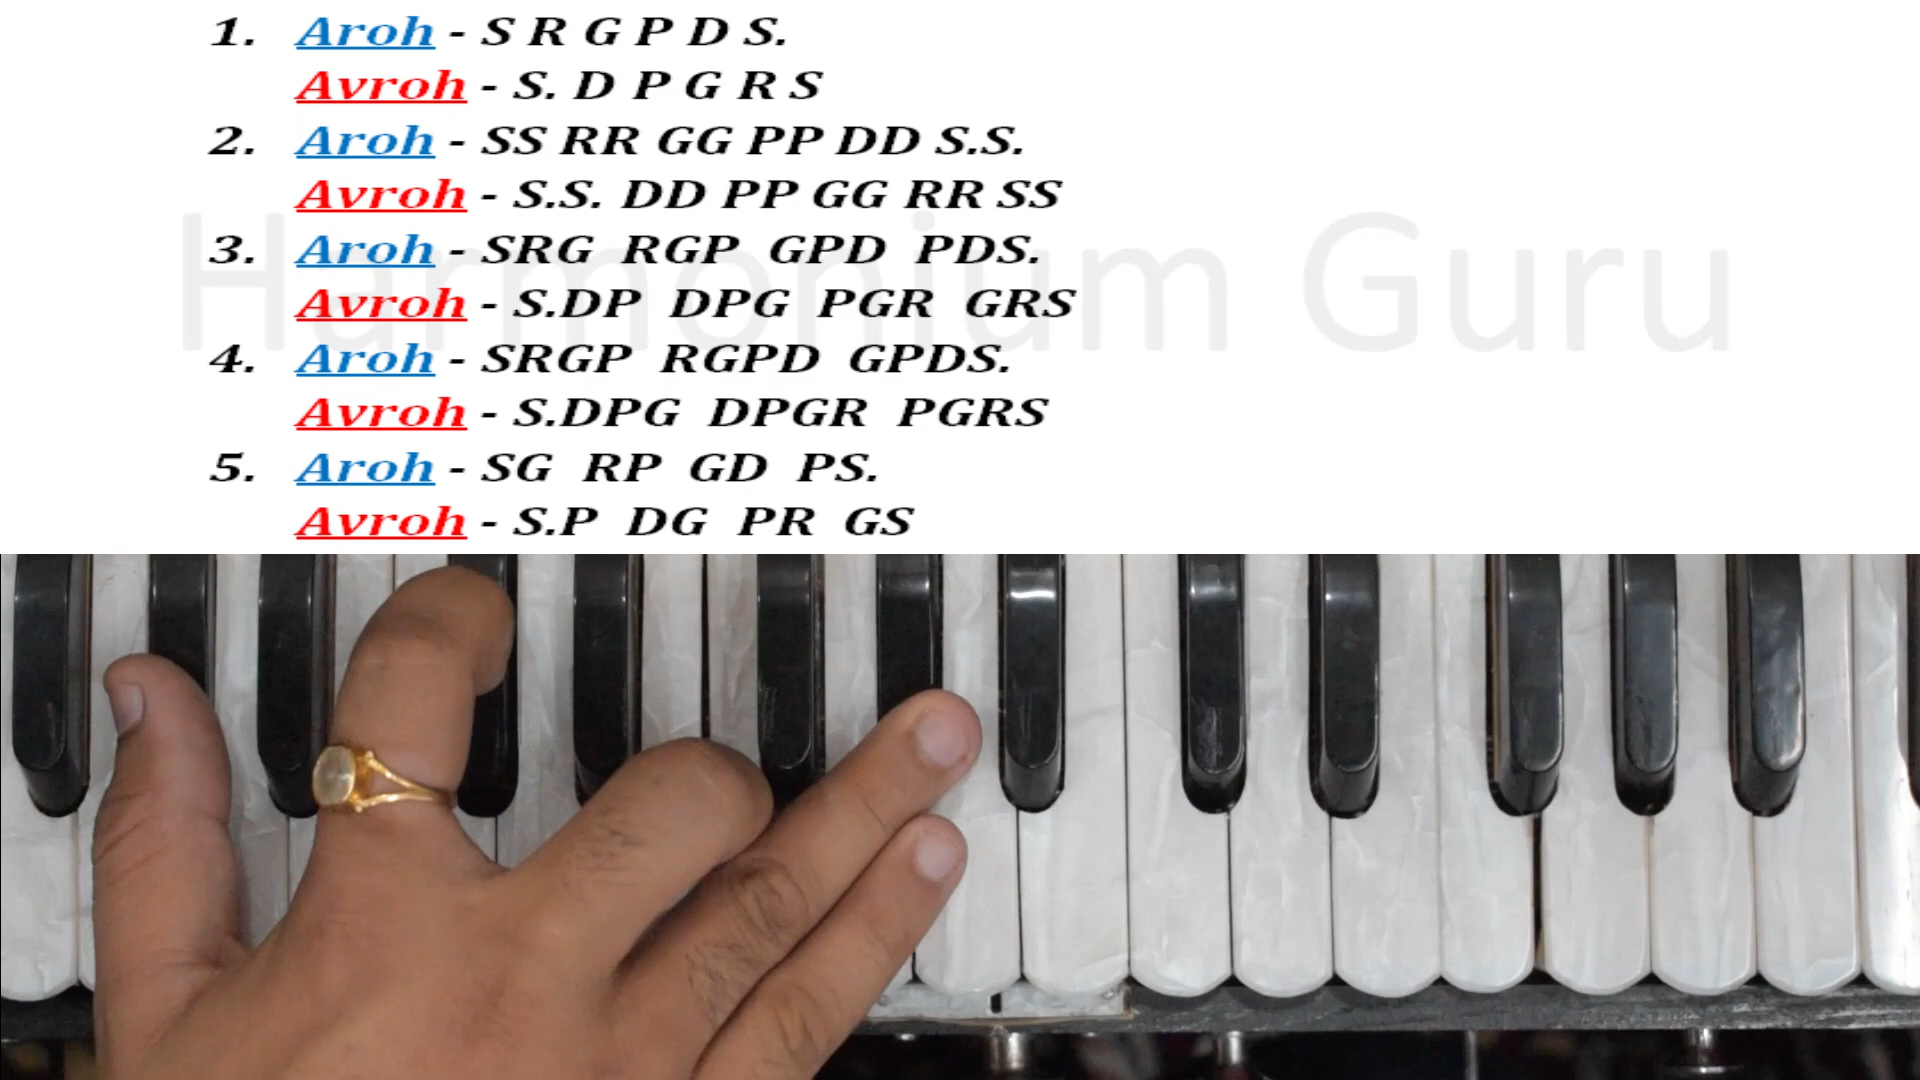 1. Aroh - S R G P D S.
Avroh - S. D P G R S
2. Aroh - SS RR GG PP DD S.S.
Avroh - S.S. DD PP GG RR SS
3. Aroh - SRG RGP GPD PDS.
Avroh - S.DP DPG PGR GRS
Harmonium Guru
4. Aroh - SRGP RGPD GPDS.
Avroh - S.DPG DPGR PGRS
5. Aroh - SG RP GD PS.
Avroh - S.P DG PR GS